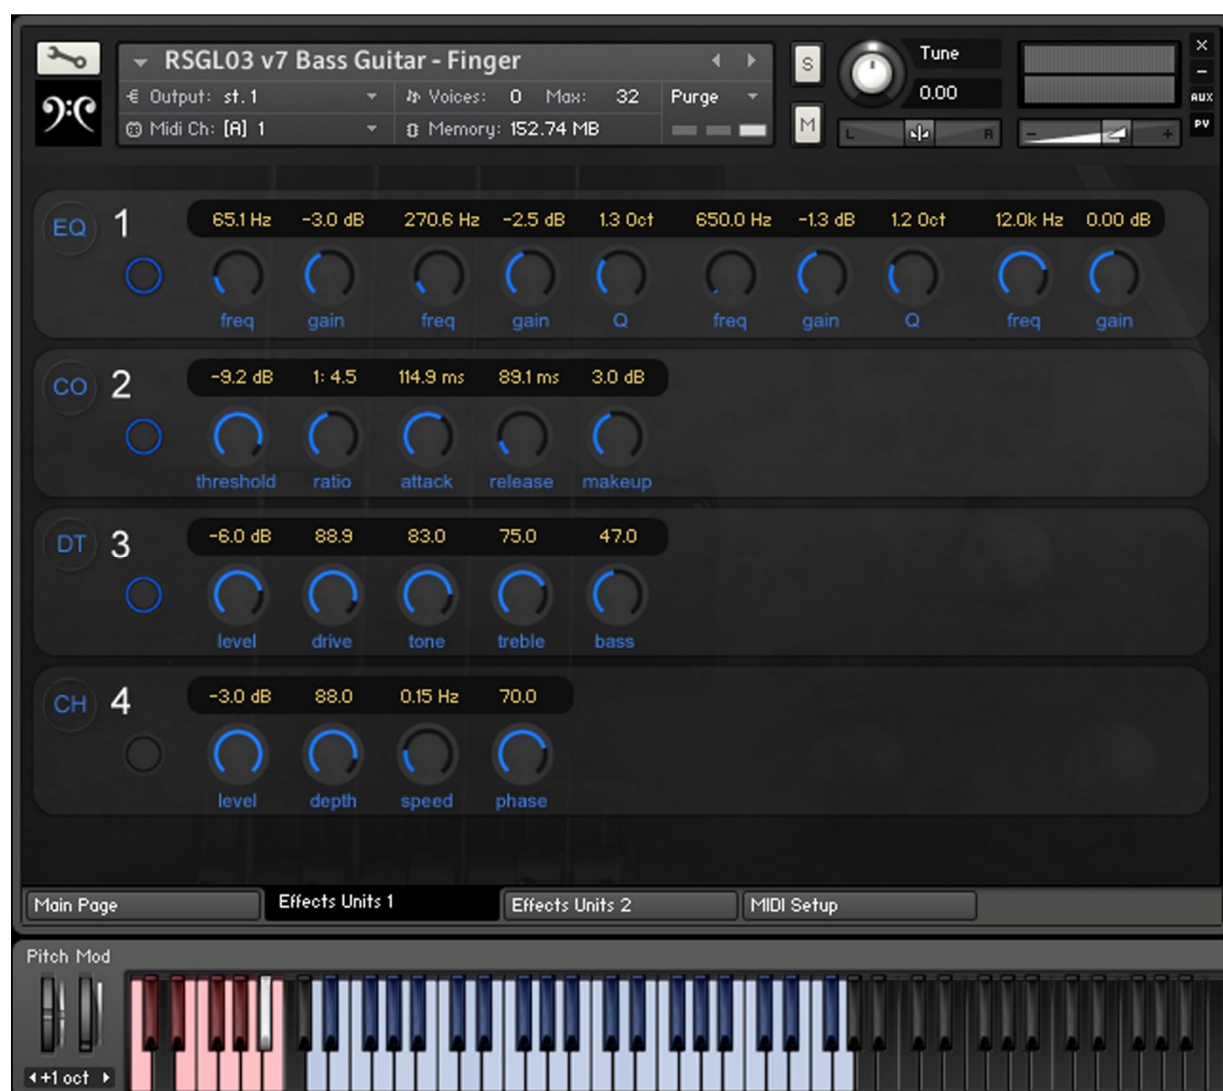 RSGL03 v7 Bass Guitar - Finger
Output: st. 1
Voices: 0 Max: 32
Purge
Midi Ch: [A] 1
Memory: 152.74 MB
S
M
Tune
0.00
L R
- +
X
-
AUX
PV
EQ 1
65.1 Hz -3.0 dB 270.6 Hz -2.5 dB 1.3 Oct 650.0 Hz -1.3 dB 1.2 Oct 12.0k Hz 0.00 dB
freq gain freq gain Q freq gain Q freq gain
CO 2
-9.2 dB 1: 4.5 114.9 ms 89.1 ms 3.0 dB
threshold ratio attack release makeup
DT 3
-6.0 dB 88.9 83.0 75.0 47.0
level drive tone treble bass
CH 4
-3.0 dB 88.0 0.15 Hz 70.0
level depth speed phase
Main Page Effects Units 1 Effects Units 2 MIDI Setup
Pitch Mod
+1 oct